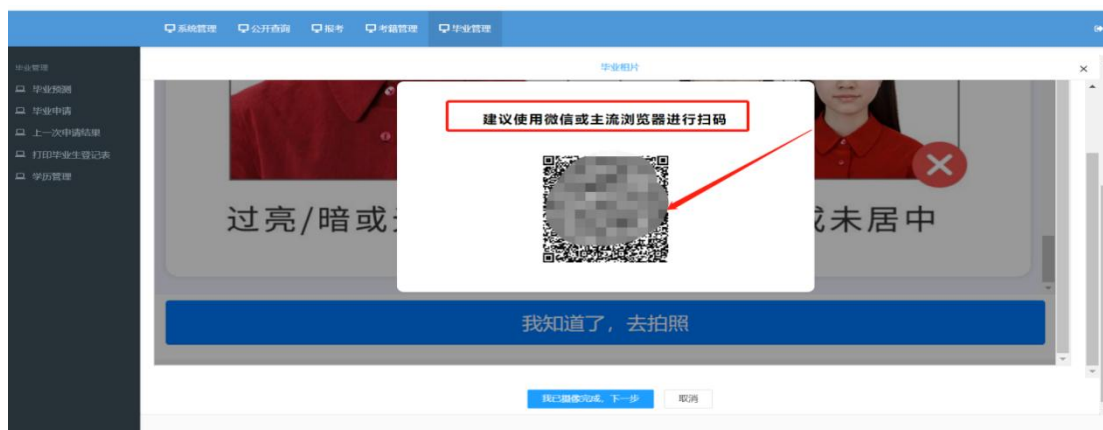 系统管理 公开查询 报考 考籍管理 毕业管理
毕业管理
毕业预测
毕业申请
上一次申请结果
打印毕业生登记表
学历管理
毕业相片
建议使用微信或主流浏览器进行扫码
过亮/暗或
或未居中
我知道了，去拍照
我已摄像完成，下一步 取消